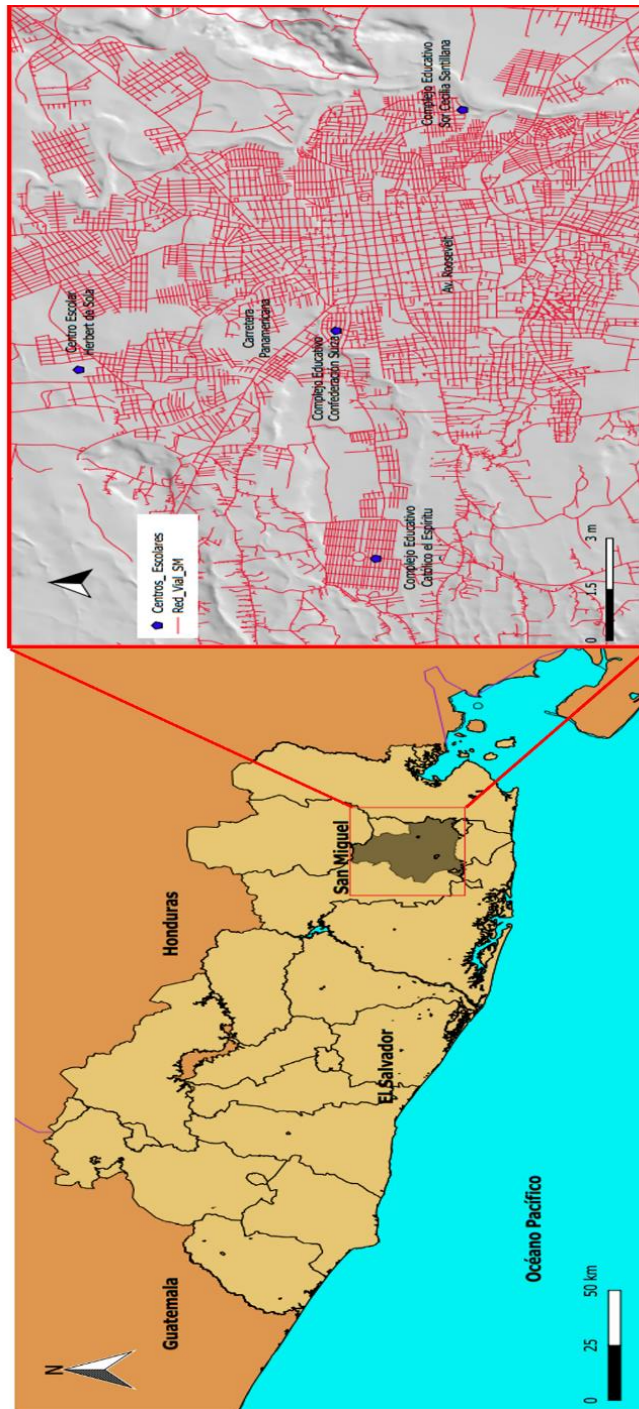 N
Guatemala
Honduras
San Miguel
El Salvador
Océano Pacífico
0
25
50 km
Centros_ Escolares
Red_Vial_SM
Centro Escolar
Herbert de Sola
Carretera
Panamericana
Complejo Educativo
Confederación Suiza
Complejo Educativo
Católico el Espíritu
Complejo Educativo
Sor Cecilia Santillana
Av. Roosevelt
0
1.5
3 m